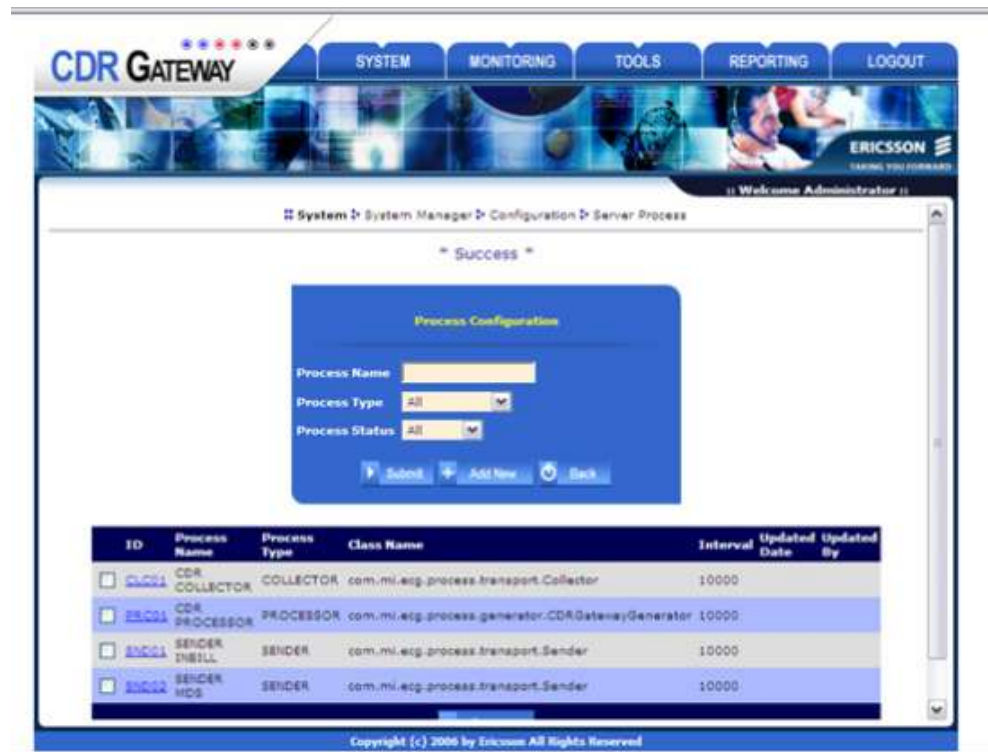 CDR GATEWAY
SYSTEM MONITORING TOOLS REPORTING LOGOUT
ERICSSON
TAKING YOU FORWARD
:: Welcome Administrator ::
System System Manager Configuration Server Process
* Success *
Process Configuration
Process Name
Process Type All
Process Status All
Submit Add New Back
ID Process Name Process Type Class Name Interval Updated Date Updated By
CLC01 CDR COLLECTOR COLLECTOR com.mi.ecg.process.transport.Collector 10000
PRC01 CDR PROCESSOR PROCESSOR com.mi.ecg.process.generator.CDRGatewayGenerator 10000
SND01 SENDER INBILL SENDER com.mi.ecg.process.transport.Sender 10000
SND02 SENDER MDS SENDER com.mi.ecg.process.transport.Sender 10000
Copyright (c) 2006 by Ericsson All Rights Reserved